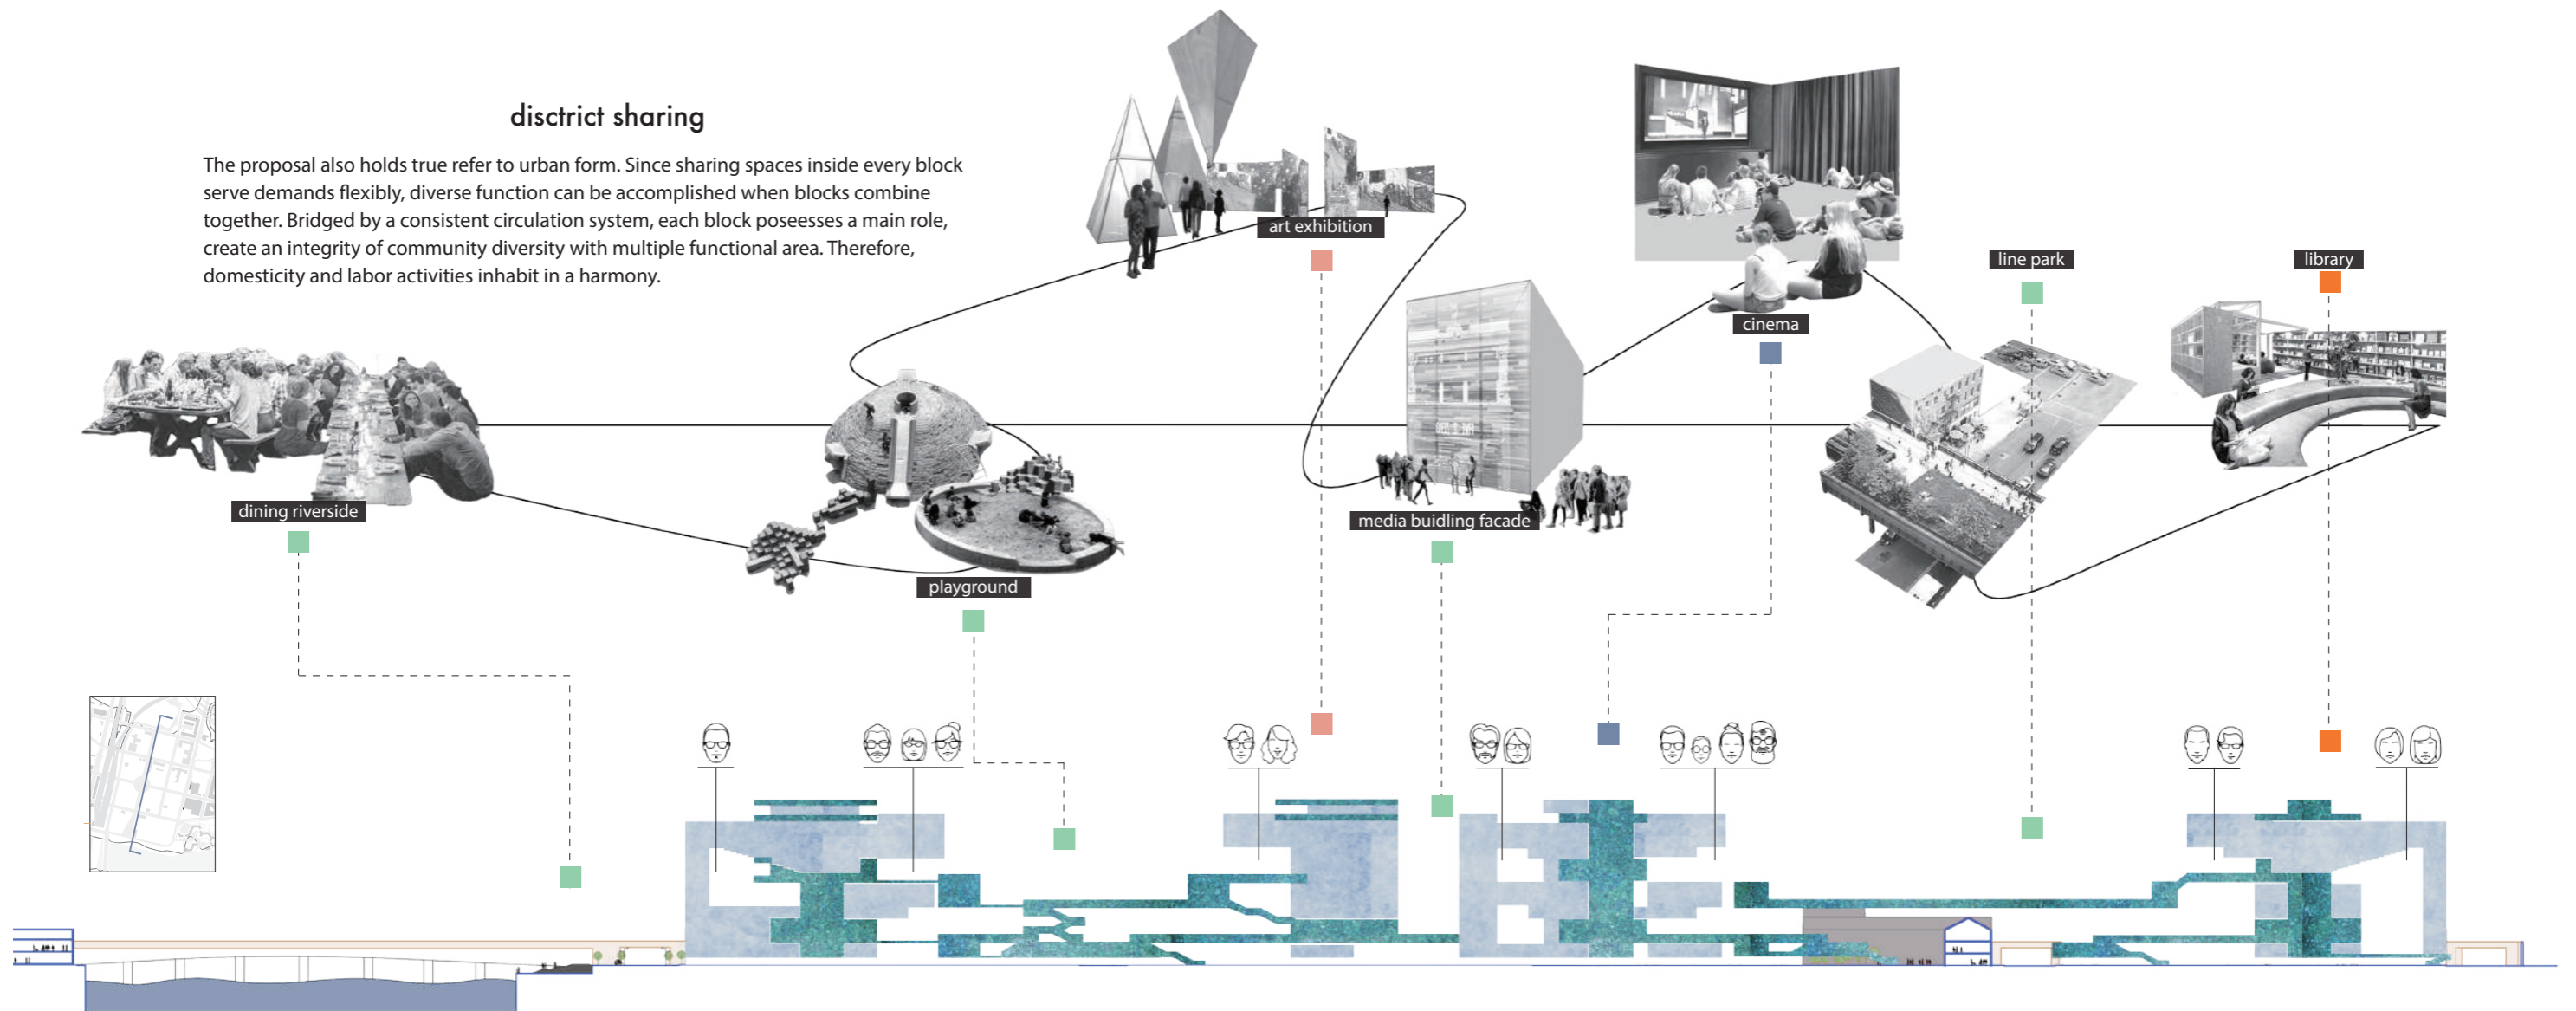 disctrict sharing
The proposal also holds true refer to urban form. Since sharing spaces inside every block
serve demands flexibly, diverse function can be accomplished when blocks combine
together. Bridged by a consistent circulation system, each block poseesses a main role,
create an integrity of community diversity with multiple functional area. Therefore,
domesticity and labor activities inhabit in a harmony.
art exhibition
line park
library
cinema
dining riverside
media buidling facade
playground